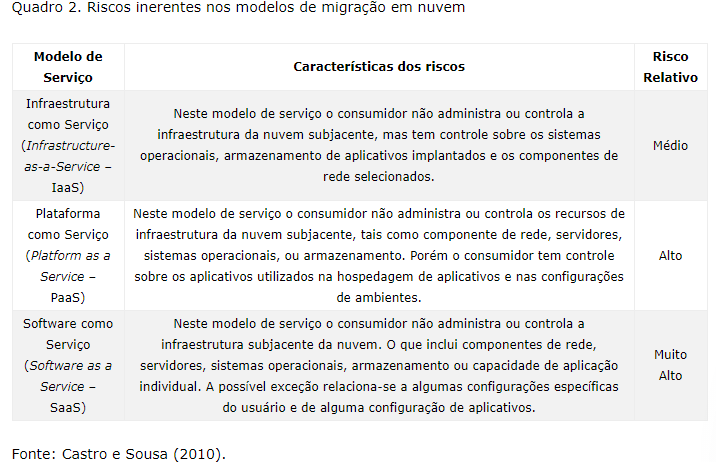 Quadro 2. Riscos inerentes nos modelos de migração em nuvem
Modelo de
Serviço
Características dos riscos
Risco
Relativo
Infraestrutura
como Serviço
(Infrastructure-
as-a-Service –
IaaS)
Neste modelo de serviço o consumidor não administra ou controla a
infraestrutura da nuvem subjacente, mas tem controle sobre os sistemas
operacionais, armazenamento de aplicativos implantados e os componentes de
rede selecionados.
Médio
Plataforma
como Serviço
(Platform as a
Service –
PaaS)
Neste modelo de serviço o consumidor não administra ou controla os recursos de
infraestrutura da nuvem subjacente, tais como componente de rede, servidores,
sistemas operacionais, ou armazenamento. Porém o consumidor tem controle
sobre os aplicativos utilizados na hospedagem de aplicativos e nas configurações
de ambientes.
Alto
Software como
Serviço
(Software as a
Service –
SaaS)
Neste modelo de serviço o consumidor não administra ou controla a
infraestrutura subjacente da nuvem. O que inclui componentes de rede,
servidores, sistemas operacionais, armazenamento ou capacidade de aplicação
individual. A possível exceção relaciona-se a algumas configurações específicas
do usuário e de alguma configuração de aplicativos.
Muito
Alto
Fonte: Castro e Sousa (2010).